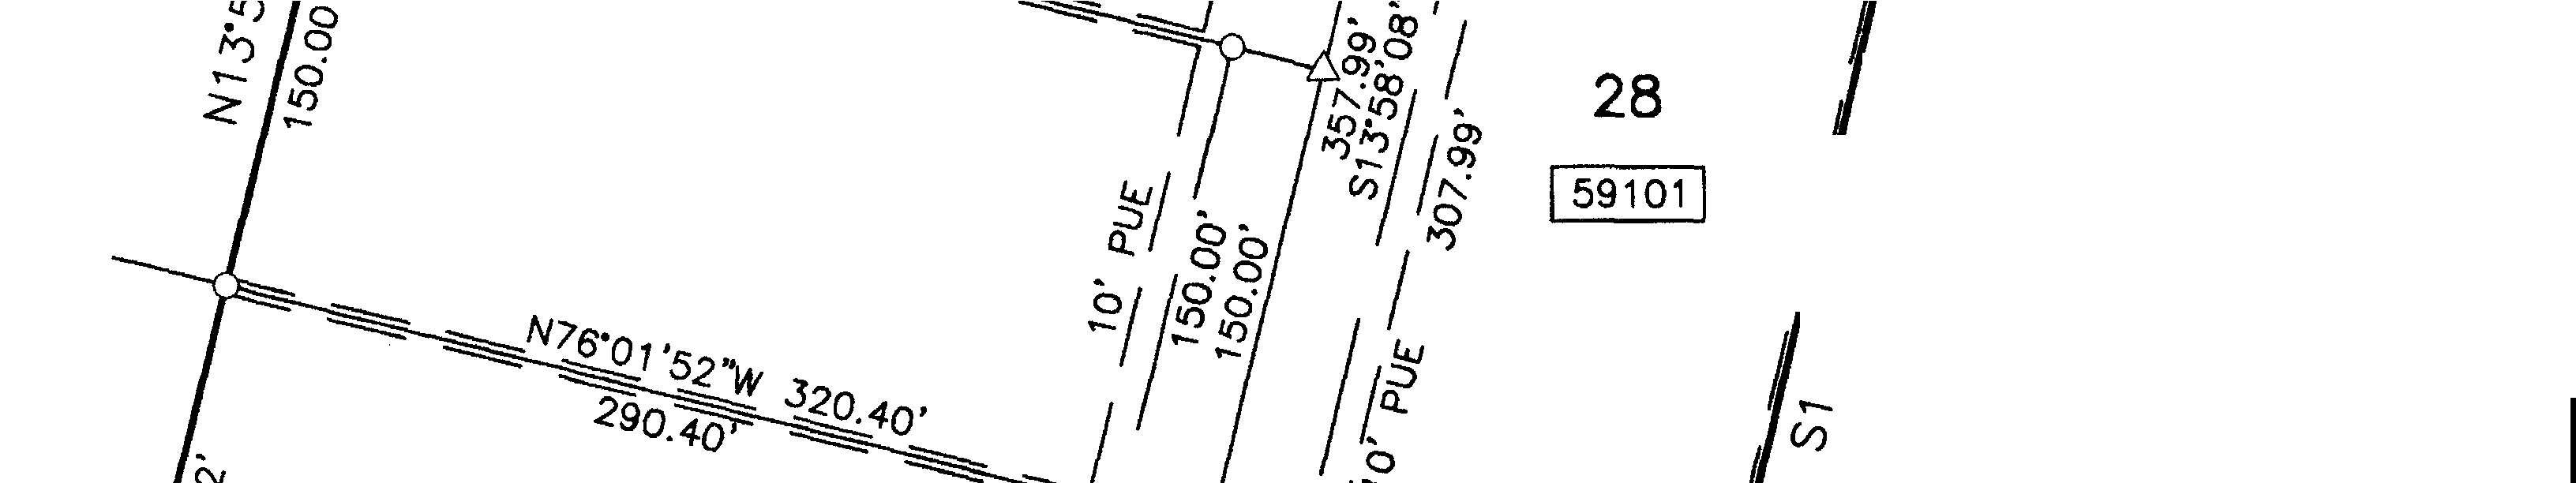 N13°5
150.00
357.99'
S13°58'08"
307.99'
28
59101
10' PUE
150.00'
150.00'
N76°01'52"W 320.40'
290.40'
0' PUE
S1
2'